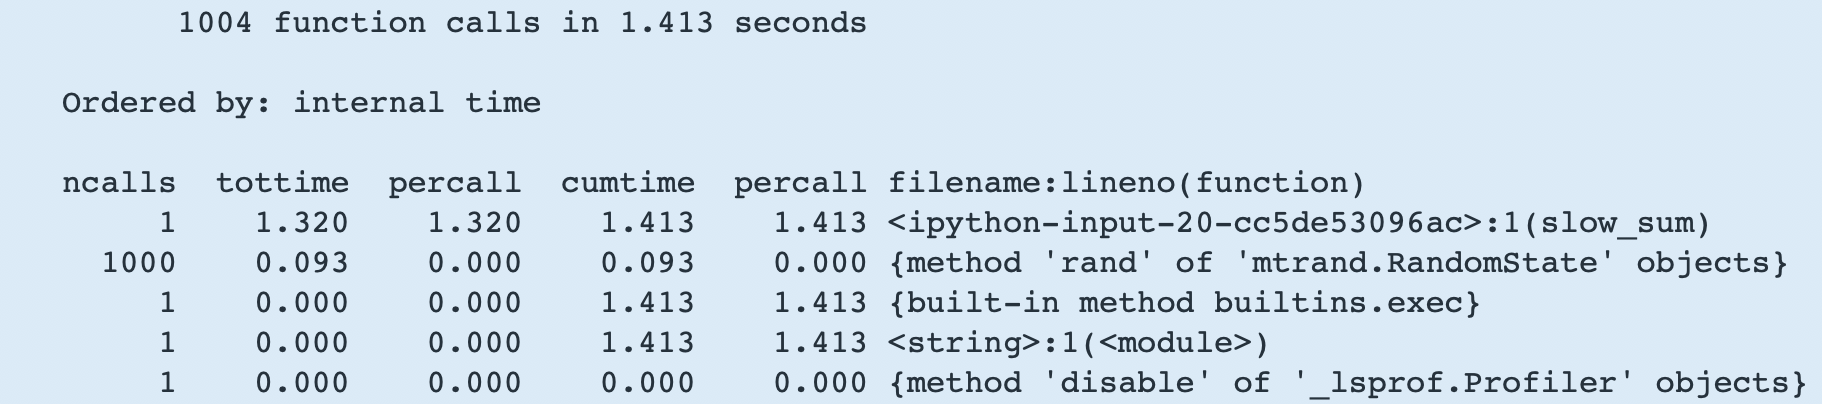 1004 function calls in 1.413 seconds
Ordered by: internal time
ncalls tottime percall cumtime percall filename:lineno(function)
1 1.320 1.320 1.413 1.413 <ipython-input-20-cc5de53096ac>:1(slow_sum)
1000 0.093 0.000 0.093 0.000 {method 'rand' of 'mtrand.RandomState' objects}
1 0.000 0.000 1.413 1.413 {built-in method builtins.exec}
1 0.000 0.000 1.413 1.413 <string>:1(<module>)
1 0.000 0.000 0.000 0.000 {method 'disable' of '_lsprof.Profiler' objects}